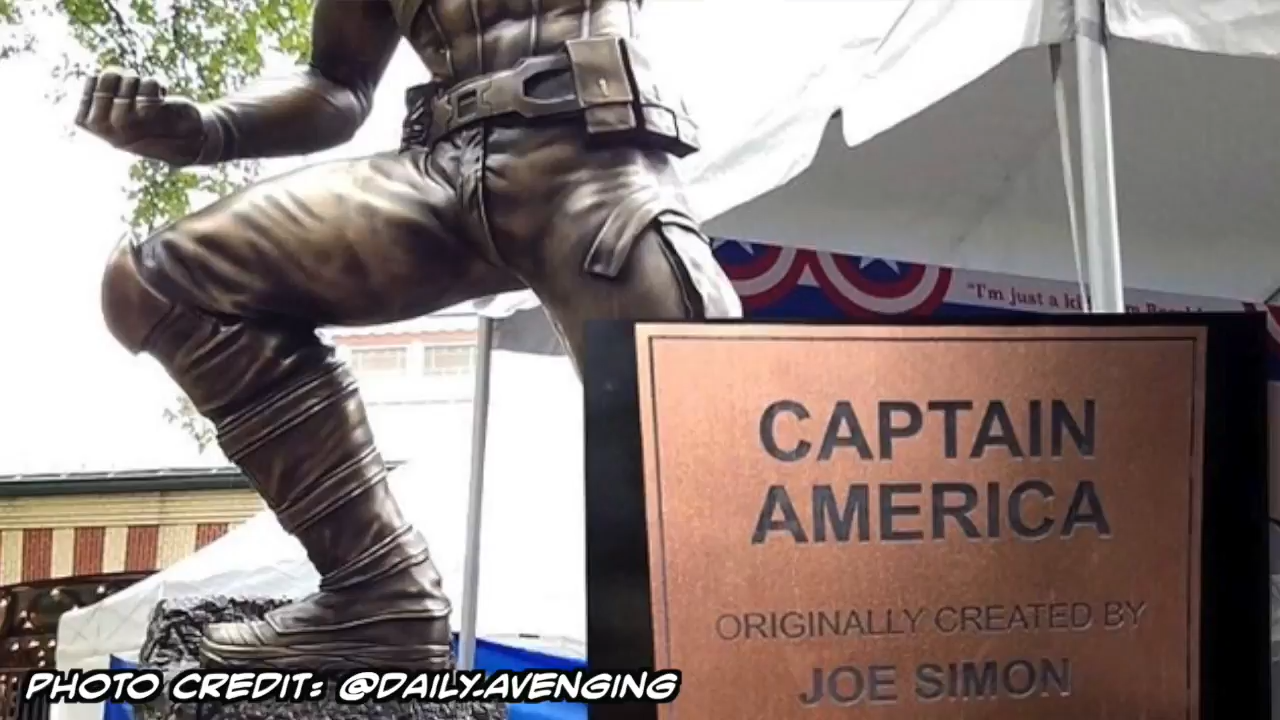 "I'm just a
CAPTAIN
AMERICA
ORIGINALLY CREATED BY
JOE SIMON
PHOTO CREDIT: @DAILY.AVENGING